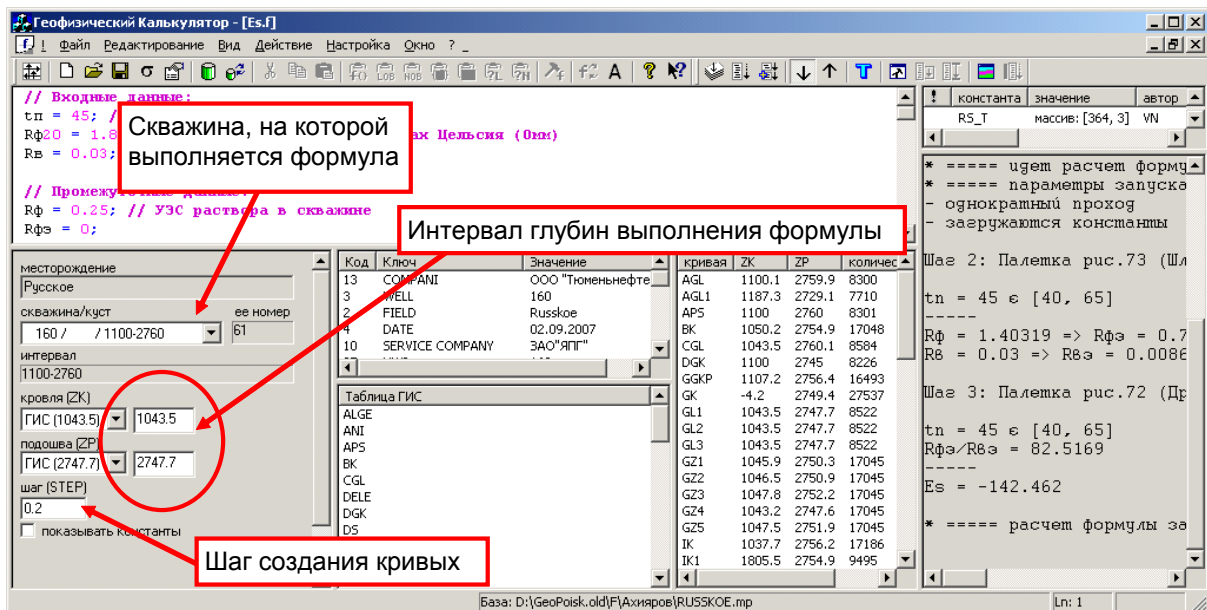 Геофизический Калькулятор - [Es.f]
! Файл Редактирование Вид Действие Настройка Окно ? _
// Входные данные:
tп = 45; /
Rф20 = 1.8 ах Цельсия (Омм)
Rв = 0.03;
// Промежу
Rф = 0.25; // УЭС раствора в скважине
Rфэ = 0;
Скважина, на которой
выполняется формула
Интервал глубин выполнения формулы
Шаг создания кривых
! константа значение автор
RS_T массив: [364, 3] VN
* ===== идет расчет форму
* ===== параметры запуска
- однократный проход
- загружаются константы
Шаг 2: Палетка рис.73 (Шл
tп = 45 є [40, 65]
-----
Rф = 1.40319 => Rфэ = 0.7
Rв = 0.03 => Rвэ = 0.0086
Шаг 3: Палетка рис.72 (Др
tп = 45 є [40, 65]
Rфэ/Rвэ = 82.5169
-----
Es = -142.462
* ===== расчет формулы за
месторождение
Русское
скважина/куст ее номер
160 / / 1100-2760 61
интервал
1100-2760
кровля (ZK)
ГИС (1043.5) 1043.5
подошва (ZP)
ГИС (2747.7) 2747.7
шаг (STEP)
0.2
показывать константы
Код Ключ Значение
13 COMPANI ООО "Тюменьнефте
3 WELL 160
2 FIELD Russkoe
4 DATE 02.09.2007
10 SERVICE COMPANY ЗАО"ЯПГ"
Таблица ГИС
ALGE
ANI
APS
BK
CGL
DELE
DGK
DS
кривая ZK ZP количес
AGL 1100.1 2759.9 8300
AGL1 1187.3 2729.1 7710
APS 1100 2760 8301
BK 1050.2 2754.9 17048
CGL 1043.5 2760.1 8584
DGK 1100 2745 8226
GGKP 1107.2 2756.4 16493
GK -4.2 2749.4 27537
GL1 1043.5 2747.7 8522
GL2 1043.5 2747.7 8522
GL3 1043.5 2747.7 8522
GZ1 1045.9 2750.3 17045
GZ2 1046.5 2750.9 17045
GZ3 1047.8 2752.2 17045
GZ4 1043.2 2747.6 17045
GZ5 1047.5 2751.9 17045
IK 1037.7 2756.2 17186
IK1 1805.5 2754.9 9495
База: D:\GeoPoisk.old\F\Ахияров\RUSSKOE.mp
Ln: 1